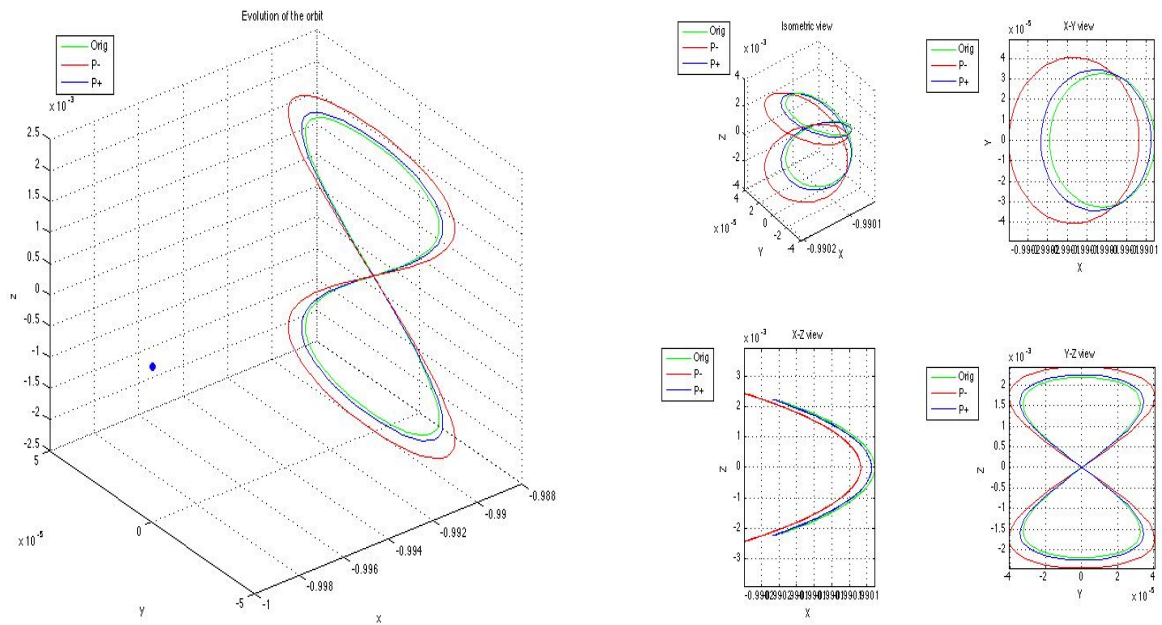 Evolution of the orbit
Orig
P-
P+
x 10^-3
2.5
2
1.5
1
0.5
0
-0.5
-1
-1.5
-2
-2.5
z
5
0
-5
x 10^-5
Y
-1
-0.998
-0.996
-0.994
-0.992
-0.99
-0.988
x
Isometric view
Orig
P-
P+
x 10^-3
4
2
0
-2
-4
Z
4
2
0
-2
-4
x 10^-5
Y
-0.9902
-0.9901
X
X-Y view
Orig
P-
P+
x 10^-5
4
3
2
1
0
-1
-2
-3
-4
Y
X
X-Z view
Orig
P-
P+
x 10^-3
3
2
1
0
-1
-2
-3
Z
X
Y-Z view
Orig
P-
P+
x 10^-3
2
1.5
1
0.5
0
-0.5
-1
-1.5
-2
Z
-4
-2
0
2
4
x 10^-5
Y